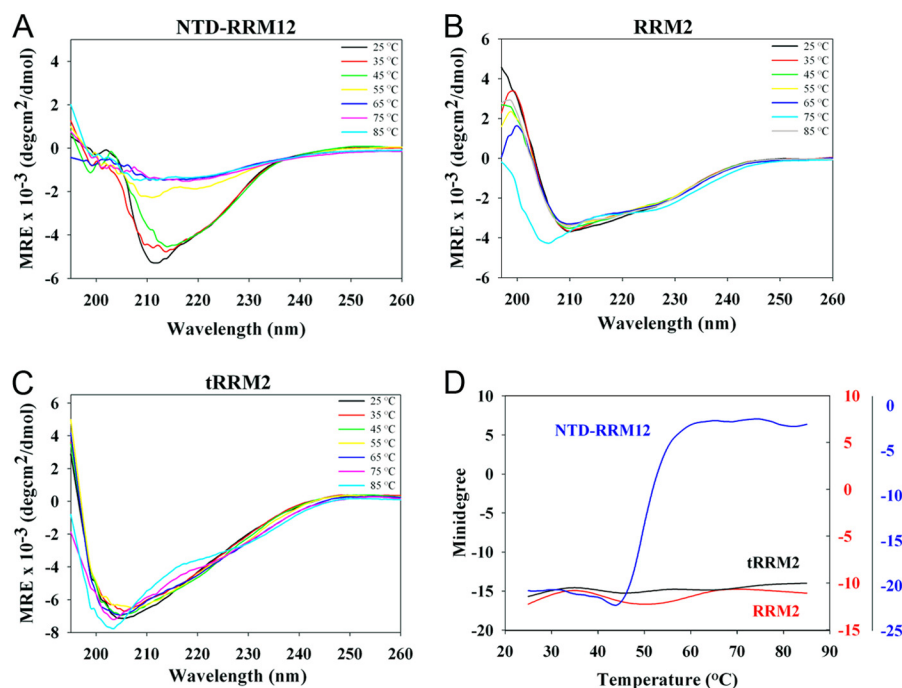 A
NTD-RRM12
MRE x 10-3 (degcm2/dmol)
6
4
2
0
-2
-4
-6
200 210 220 230 240 250 260
Wavelength (nm)
25 °C
35 °C
45 °C
55 °C
65 °C
75 °C
85 °C
B
RRM2
MRE x 10-3 (degcm2/dmol)
6
4
2
0
-2
-4
-6
200 210 220 230 240 250 260
Wavelength (nm)
25 °C
35 °C
45 °C
55 °C
65 °C
75 °C
85 °C
C
tRRM2
MRE x 10-3 (degcm2/dmol)
6
4
2
0
-2
-4
-6
-8
200 210 220 230 240 250 260
Wavelength (nm)
25 °C
35 °C
45 °C
55 °C
65 °C
75 °C
85 °C
D
Minidegree
10
5
0
-5
-10
-15
-20
20 30 40 50 60 70 80 90
Temperature (oC)
NTD-RRM12
tRRM2
RRM2
10
5
0
-5
-10
-15
0
-5
-10
-15
-20
-25